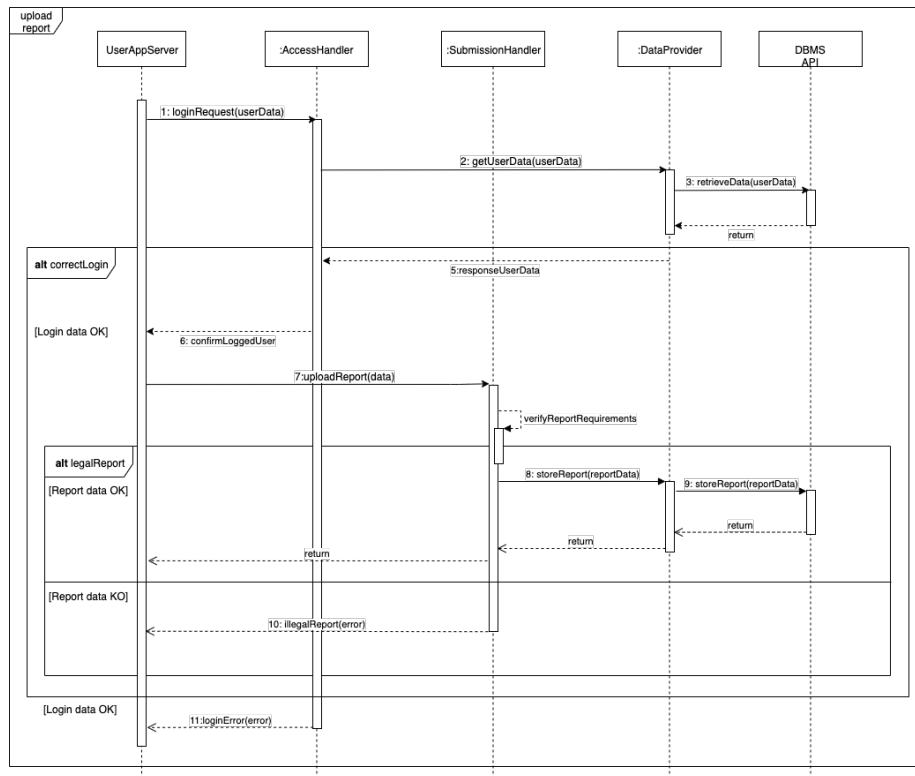 upload
report
UserAppServer
:AccessHandler
:SubmissionHandler
:DataProvider
DBMS
API
1: loginRequest(userData)
2: getUserData(userData)
3: retrieveData(userData)
return
alt correctLogin
5:responseUserData
[Login data OK]
6: confirmLoggedUser
7:uploadReport(data)
verifyReportRequirements
alt legalReport
8: storeReport(reportData)
9: storeReport(reportData)
[Report data OK]
return
return
return
[Report data KO]
10: illegalReport(error)
[Login data OK]
11:loginError(error)